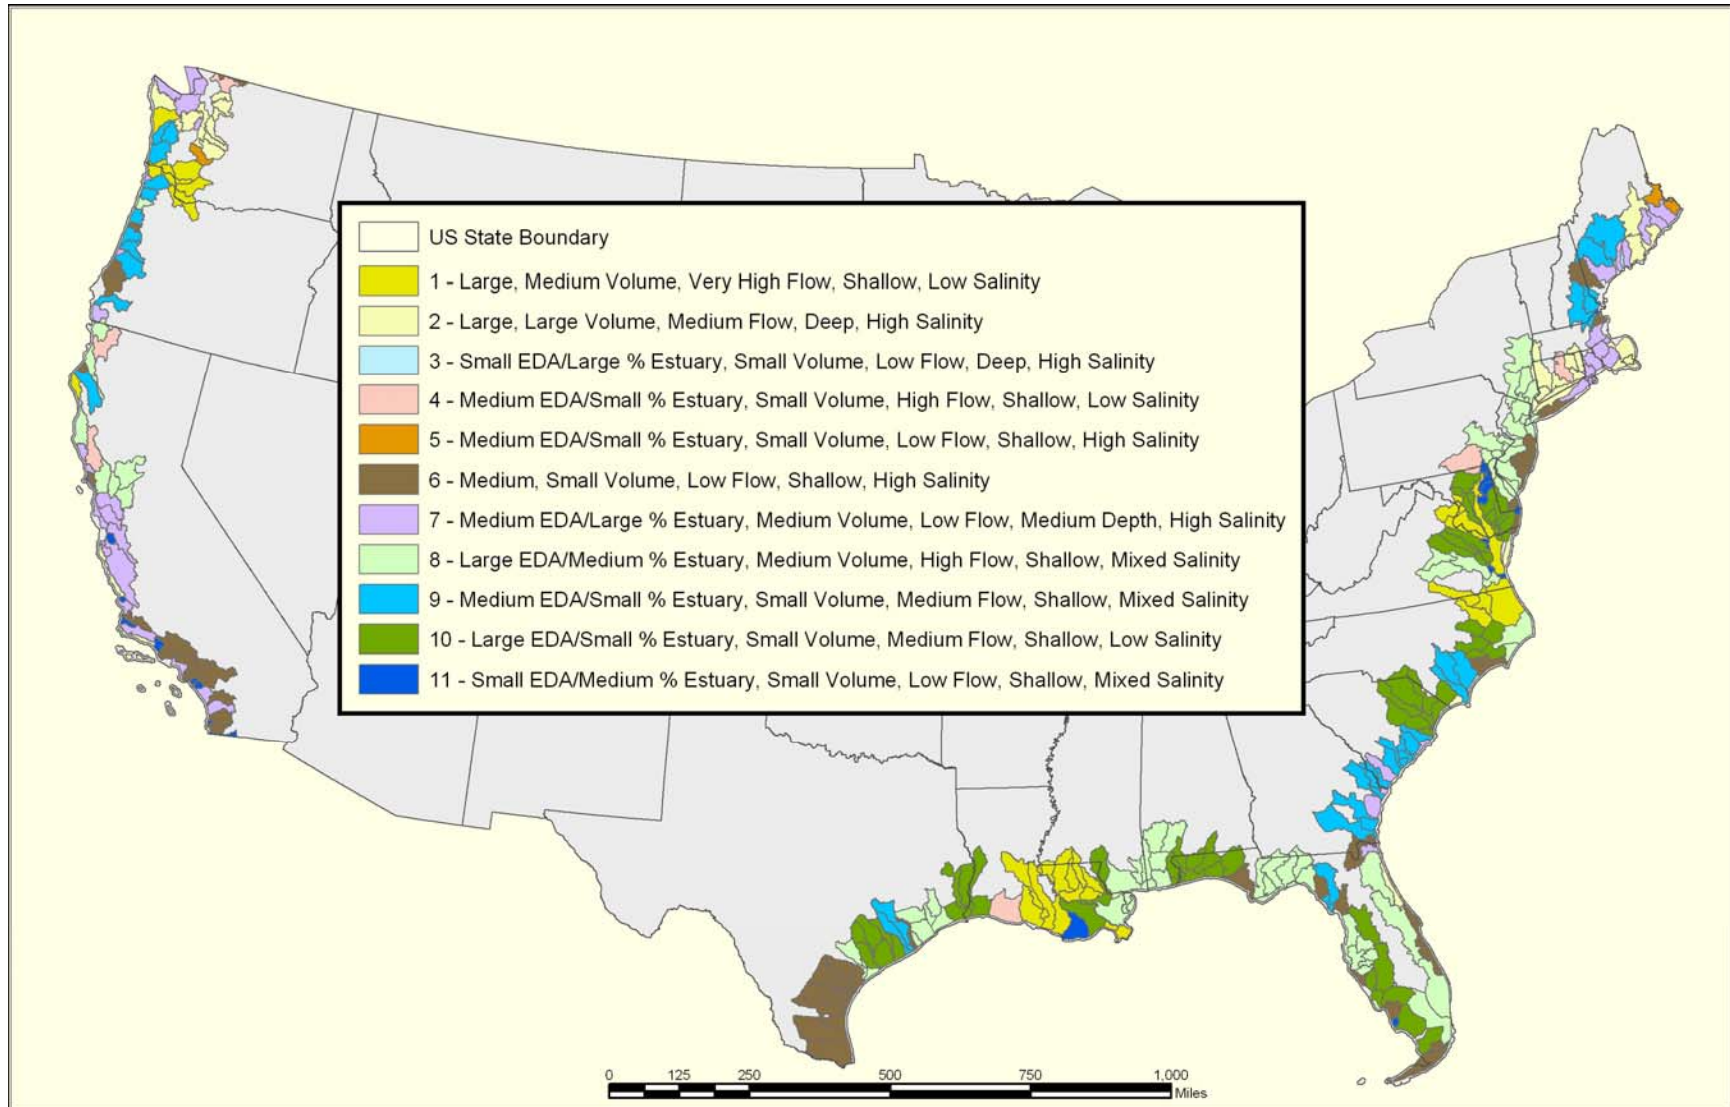 US State Boundary
1 - Large, Medium Volume, Very High Flow, Shallow, Low Salinity
2 - Large, Large Volume, Medium Flow, Deep, High Salinity
3 - Small EDA/Large % Estuary, Small Volume, Low Flow, Deep, High Salinity
4 - Medium EDA/Small % Estuary, Small Volume, High Flow, Shallow, Low Salinity
5 - Medium EDA/Small % Estuary, Small Volume, Low Flow, Shallow, High Salinity
6 - Medium, Small Volume, Low Flow, Shallow, High Salinity
7 - Medium EDA/Large % Estuary, Medium Volume, Low Flow, Medium Depth, High Salinity
8 - Large EDA/Medium % Estuary, Medium Volume, High Flow, Shallow, Mixed Salinity
9 - Medium EDA/Small % Estuary, Small Volume, Medium Flow, Shallow, Mixed Salinity
10 - Large EDA/Small % Estuary, Small Volume, Medium Flow, Shallow, Low Salinity
11 - Small EDA/Medium % Estuary, Small Volume, Low Flow, Shallow, Mixed Salinity
0 125 250 500 750 1,000
Miles